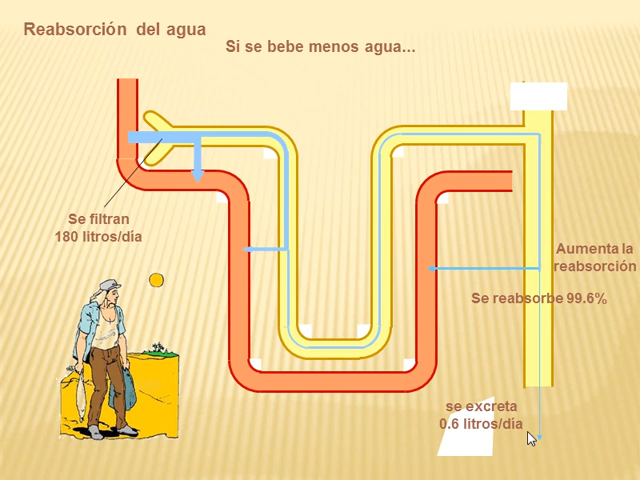 Reabsorción del agua
Si se bebe menos agua...
Se filtran
180 litros/día
Aumenta la
reabsorción
Se reabsorbe 99.6%
se excreta
0.6 litros/día